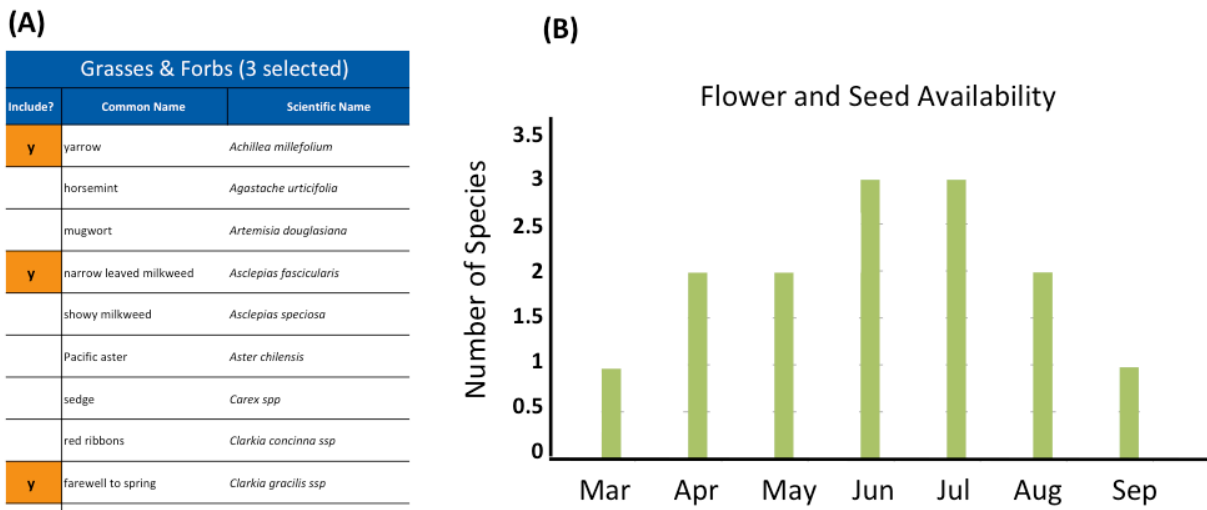 (A)
Grasses & Forbs (3 selected)
Include? Common Name Scientific Name
y yarrow Achillea millefolium
horsemint Agastache urticifolia
mugwort Artemisia douglasiana
y narrow leaved milkweed Asclepias fascicularis
showy milkweed Asclepias speciosa
Pacific aster Aster chilensis
sedge Carex spp
red ribbons Clarkia concinna ssp
y farewell to spring Clarkia gracilis ssp
(B)
Flower and Seed Availability
Number of Species
3.5
3
2.5
2
1.5
1
0.5
0
Mar Apr May Jun Jul Aug Sep